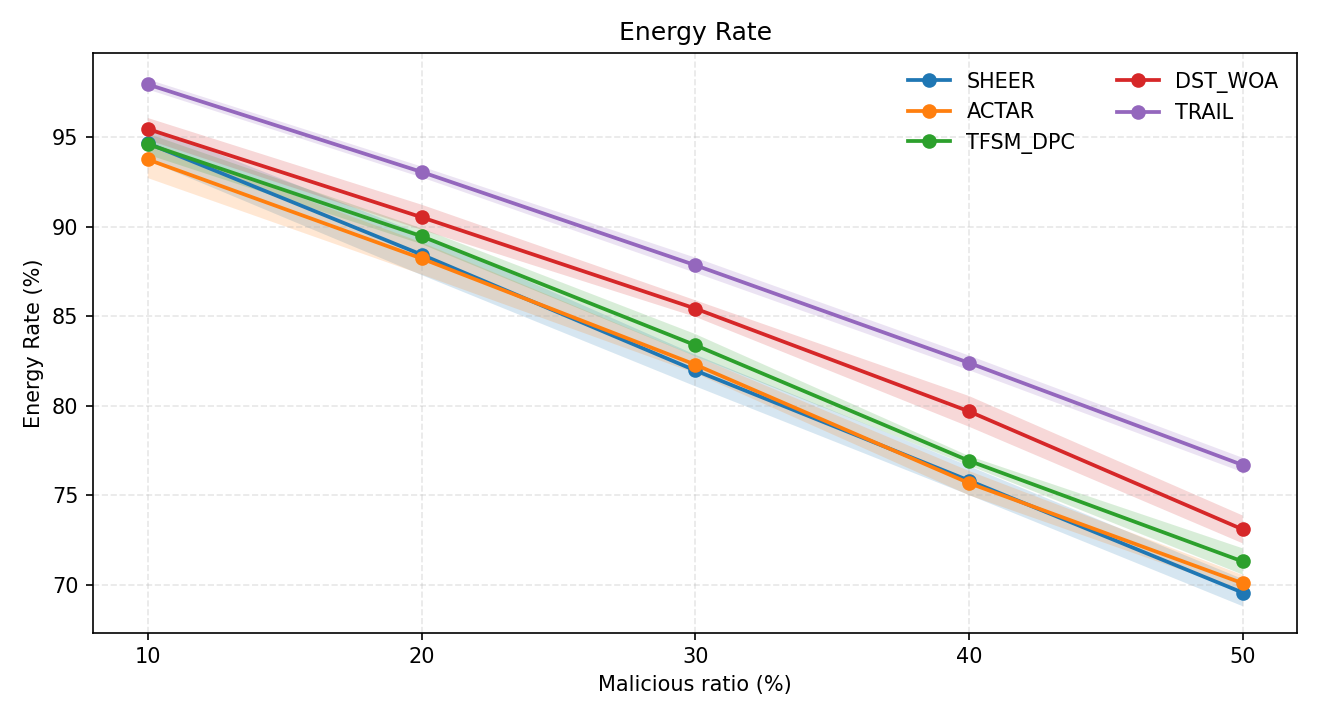 Energy Rate
SHEER
ACTAR
TFSM_DPC
DST_WOA
TRAIL
Energy Rate (%)
95
90
85
80
75
70
10 20 30 40 50
Malicious ratio (%)